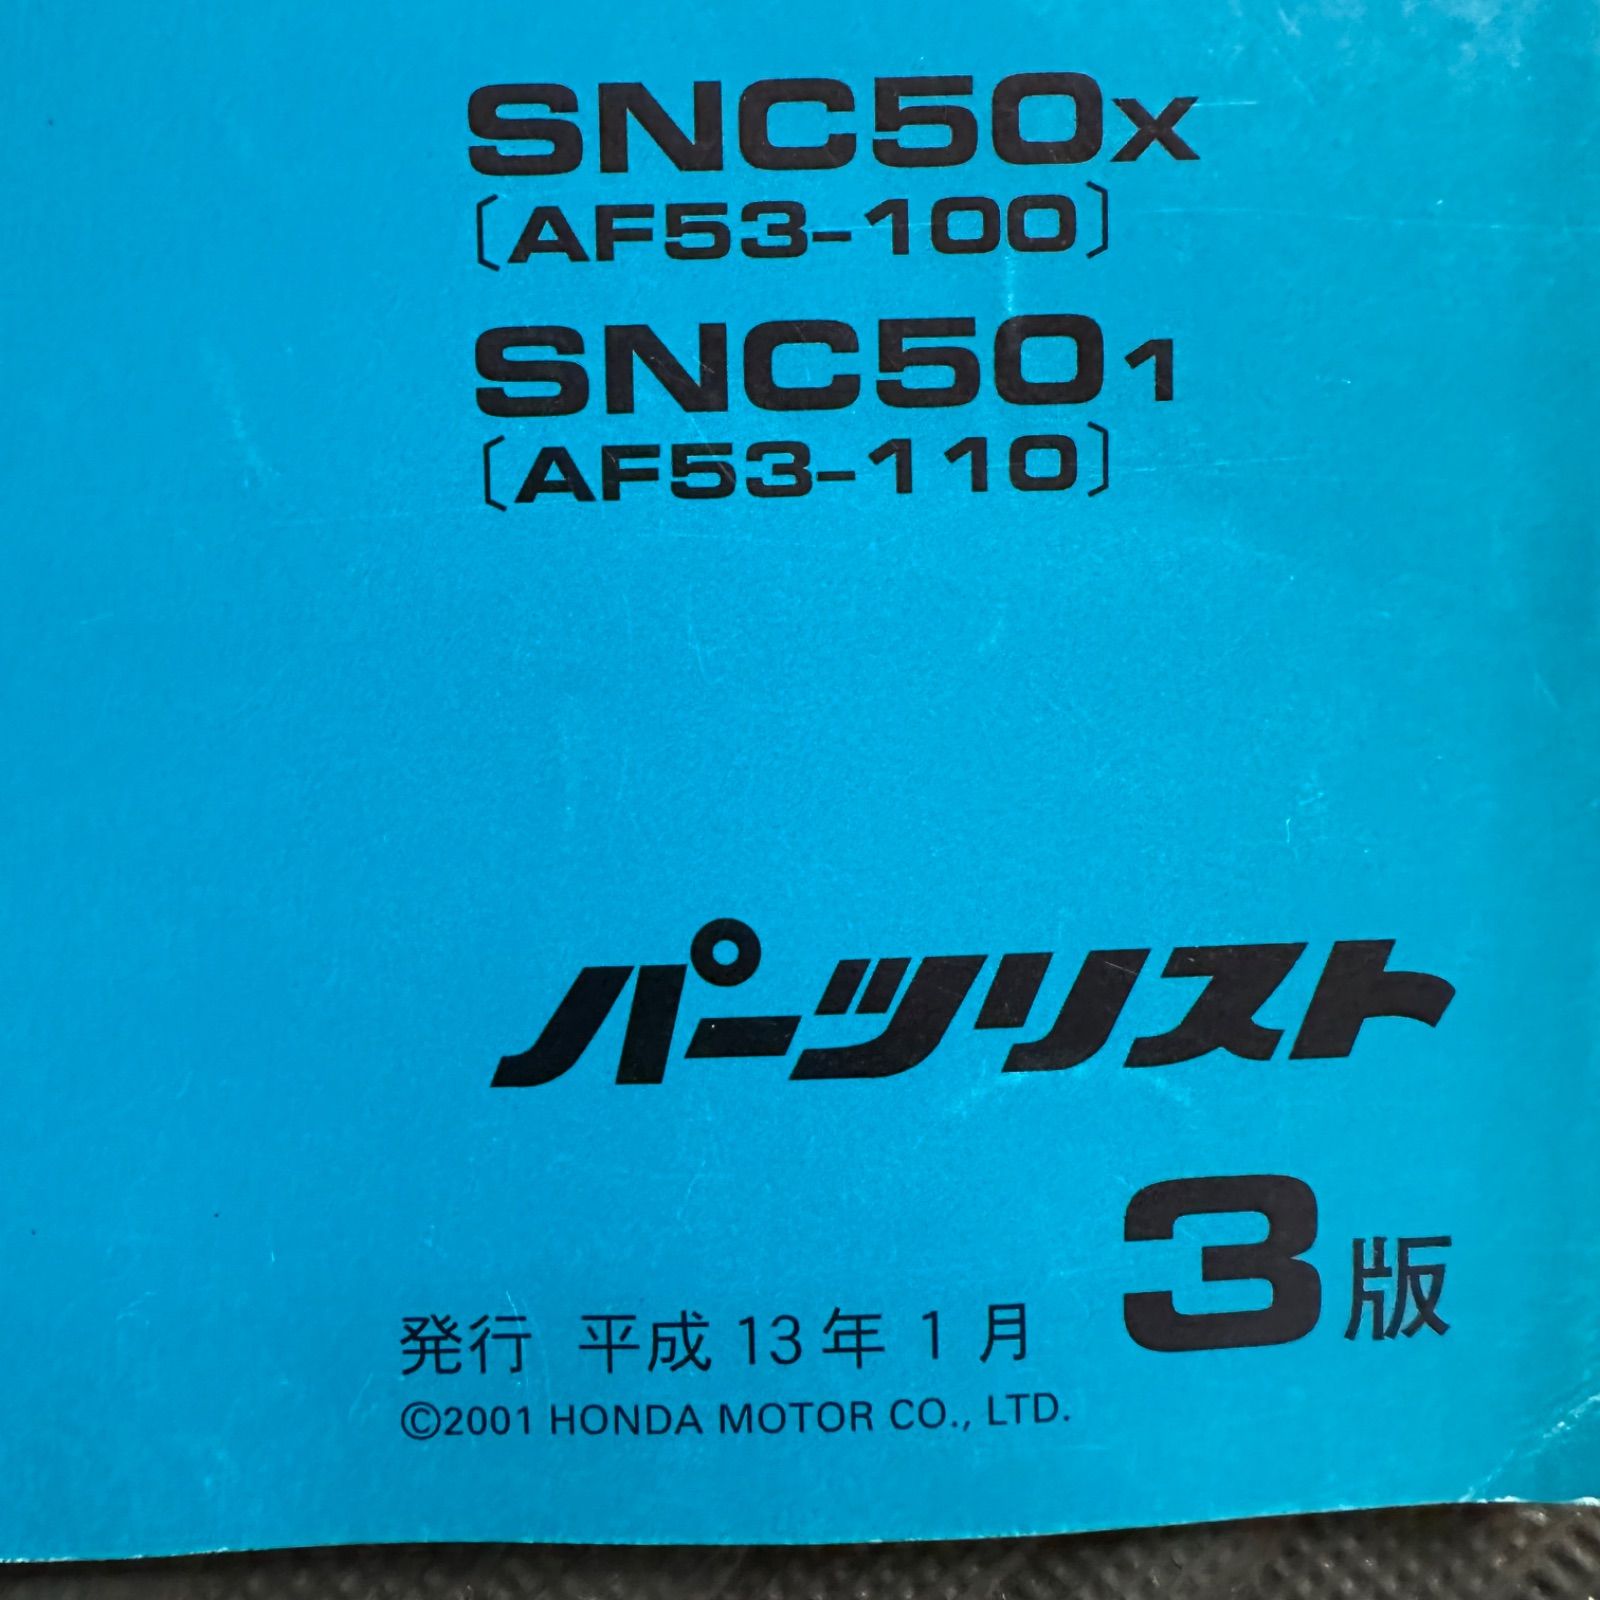 SNC50X
〔AF53-100〕
SNC501
〔AF53-110〕
パーツリスト
3版
発行 平成13年1月
©2001 HONDA MOTOR CO., LTD.